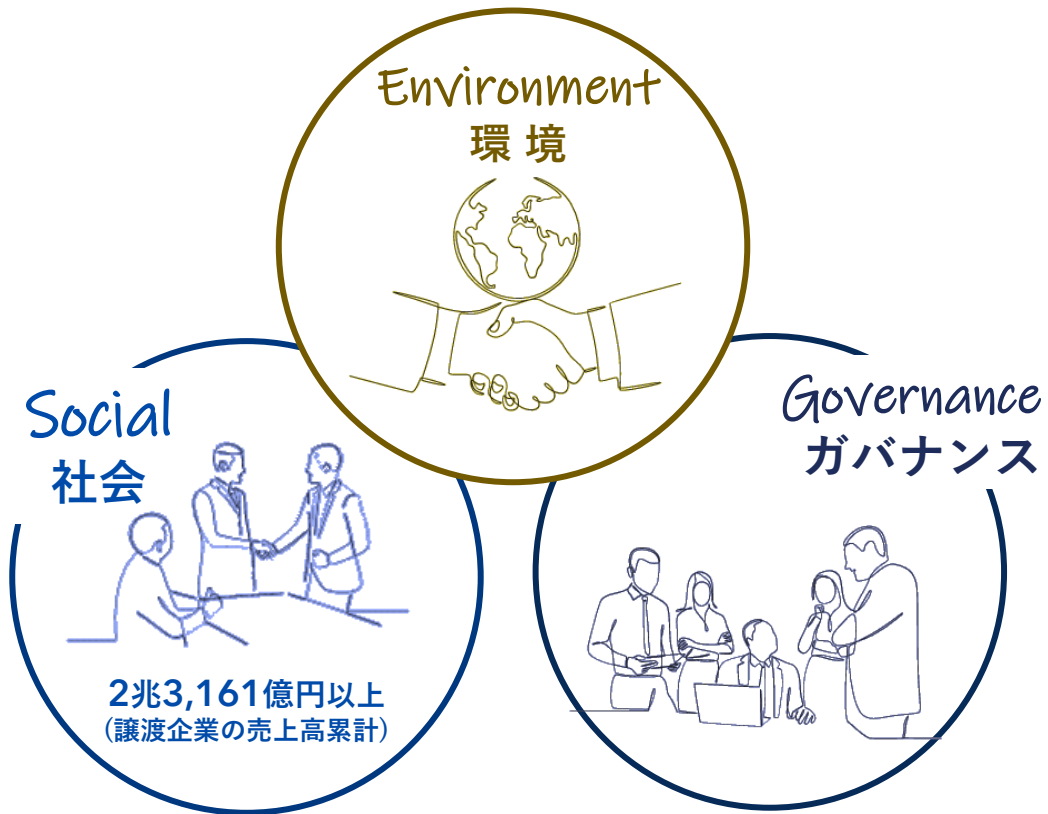 Environment
環境
Social
社会
2兆3,161億円以上
(譲渡企業の売上高累計)
Governance
ガバナンス